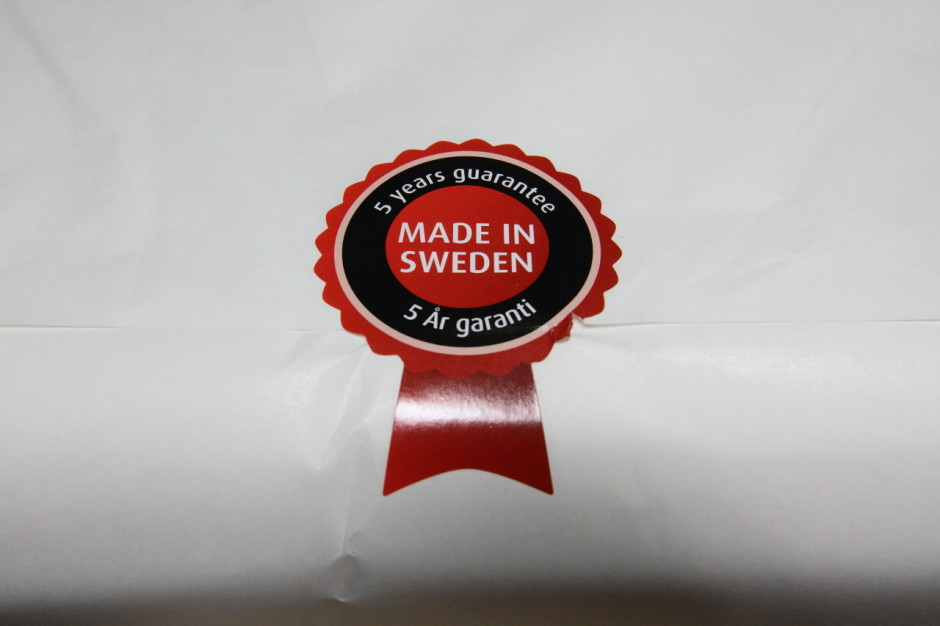 5 years guarantee
MADE IN
SWEDEN
5 År garanti